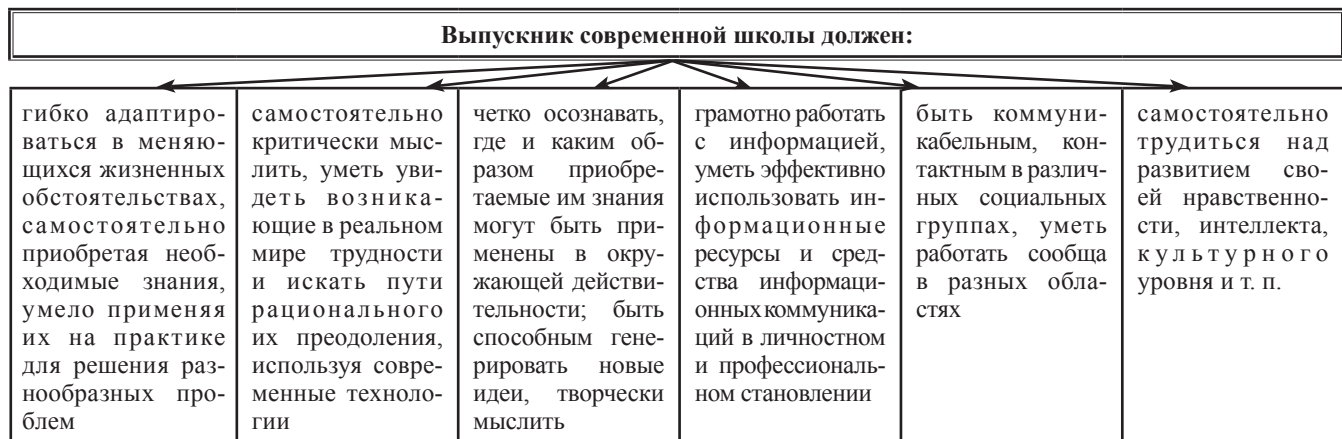 Выпускник современной школы должен:
гибко адаптиро-
ваться в меняю-
щихся жизненных
обстоятельствах,
самостоятельно
приобретая необ-
ходимые знания,
умело применяя
их на практике
для решения раз-
нообразных про-
блем
самостоятельно
критически мыс-
лить, уметь уви-
деть возника-
ющие в реальном
мире трудности
и искать пути
рационального
их преодоления,
используя совре-
менные техноло-
гии
четко осознавать,
где и каким об-
разом приобре-
таемые им знания
могут быть при-
менены в окру-
жающей действи-
тельности; быть
способным гене-
рировать новые
идеи, творчески
мыслить
грамотно работать
с информацией,
уметь эффективно
использовать ин-
формационные
ресурсы и сред-
ства информаци-
онных коммуника-
ций в личностном
и профессиональ-
ном становлении
быть коммуни-
кабельным, кон-
тактным в различ-
ных социальных
группах, уметь
работать сообща
в разных обла-
стях
самостоятельно
трудиться над
развитием сво-
ей нравственно-
сти, интеллекта,
культурного
уровня и т. п.